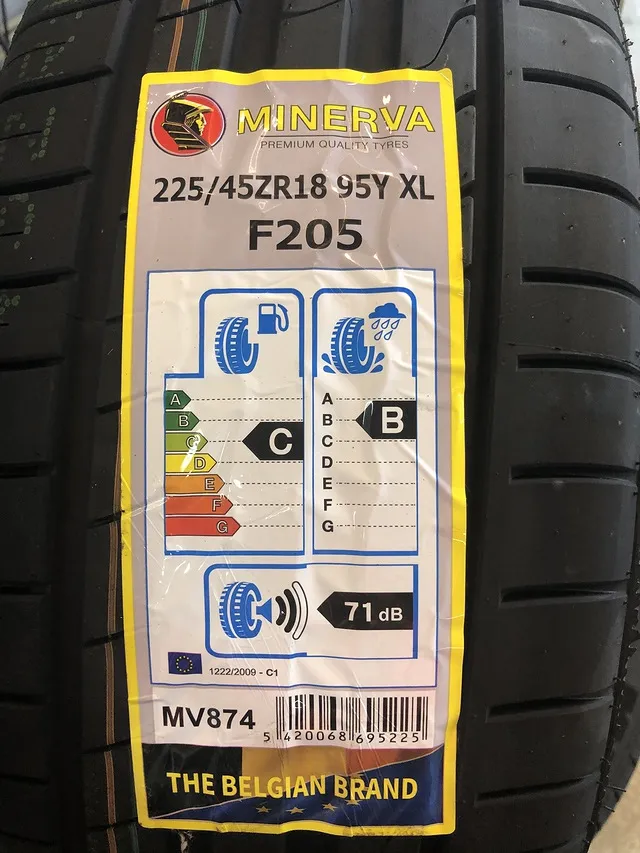 MINERVA
PREMIUM QUALITY TYRES
225/45ZR18 95Y XL
F205
A
B
C
D
E
F
G
C
A
B
C
D
E
F
G
B
71 dB
1222/2009 - C1
MV874
5 420068 695225
THE BELGIAN BRAND